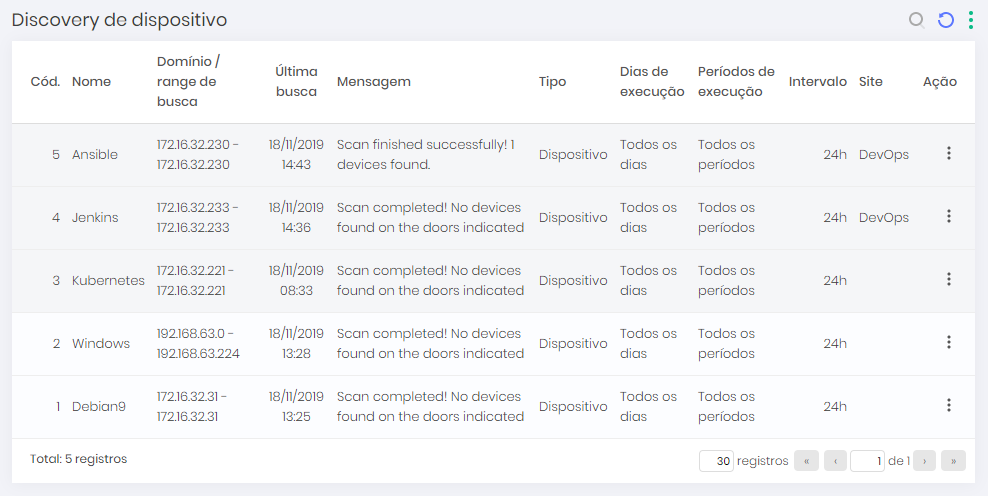 Discovery de dispositivo
Cód. Nome Domínio / range de busca Última busca Mensagem Tipo Dias de execução Períodos de execução Intervalo Site Ação
5 Ansible 172.16.32.230 - 172.16.32.230 18/11/2019 14:43 Scan finished successfully! 1 devices found. Dispositivo Todos os dias Todos os períodos 24h DevOps
4 Jenkins 172.16.32.233 - 172.16.32.233 18/11/2019 14:36 Scan completed! No devices found on the doors indicated Dispositivo Todos os dias Todos os períodos 24h DevOps
3 Kubernetes 172.16.32.221 - 172.16.32.221 18/11/2019 08:33 Scan completed! No devices found on the doors indicated Dispositivo Todos os dias Todos os períodos 24h
2 Windows 192.168.63.0 - 192.168.63.224 18/11/2019 13:28 Scan completed! No devices found on the doors indicated Dispositivo Todos os dias Todos os períodos 24h
1 Debian9 172.16.32.31 - 172.16.32.31 18/11/2019 13:25 Scan completed! No devices found on the doors indicated Dispositivo Todos os dias Todos os períodos 24h
Total: 5 registros 30 registros « ‹ 1 de 1 › »